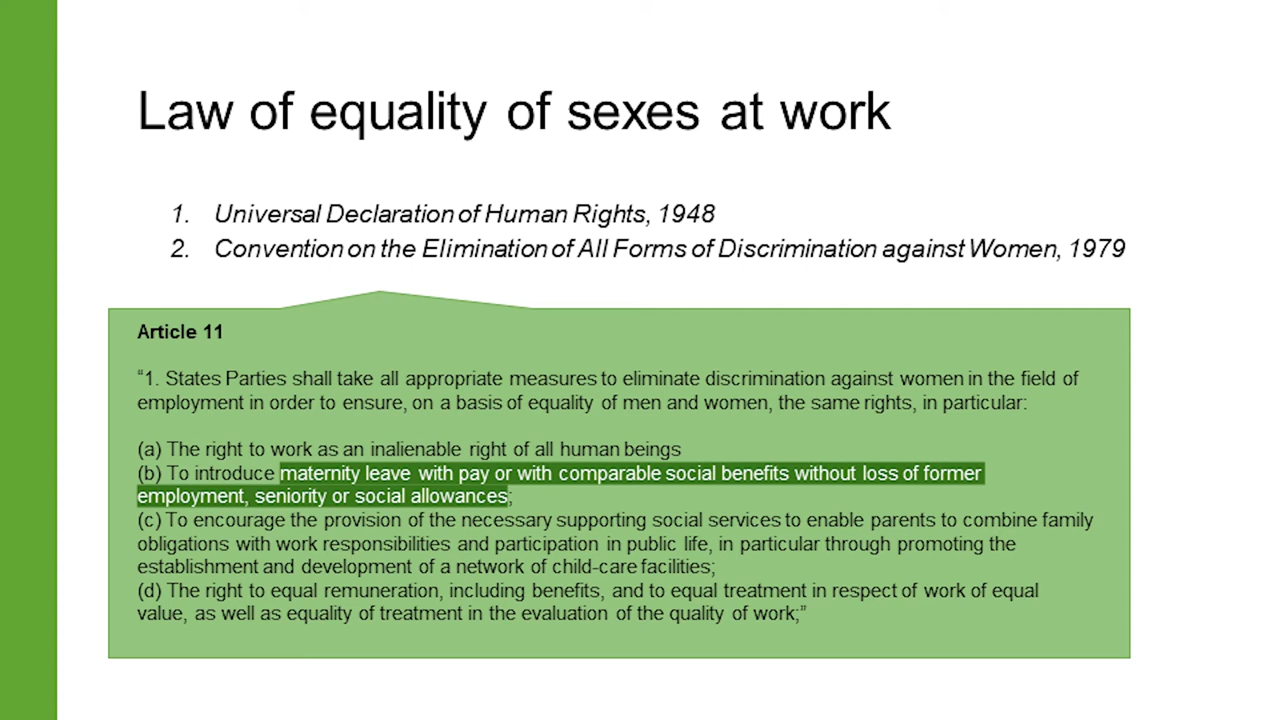 Law of equality of sexes at work
1. Universal Declaration of Human Rights, 1948
2. Convention on the Elimination of All Forms of Discrimination against Women, 1979
Article 11
“1. States Parties shall take all appropriate measures to eliminate discrimination against women in the field of
employment in order to ensure, on a basis of equality of men and women, the same rights, in particular:
(a) The right to work as an inalienable right of all human beings
(b) To introduce maternity leave with pay or with comparable social benefits without loss of former
employment, seniority or social allowances;
(c) To encourage the provision of the necessary supporting social services to enable parents to combine family
obligations with work responsibilities and participation in public life, in particular through promoting the
establishment and development of a network of child-care facilities;
(d) The right to equal remuneration, including benefits, and to equal treatment in respect of work of equal
value, as well as equality of treatment in the evaluation of the quality of work;”